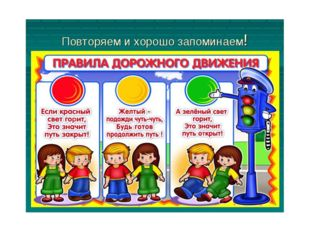 Повторяем и хорошо запоминаем!
ПРАВИЛА ДОРОЖНОГО ДВИЖЕНИЯ
Если красный
свет горит,
Это значит
путь закрыт!
Желтый –
подожди чуть-чуть,
Будь готов
продолжить путь !
А зелёный свет
горит,
Это значит
путь открыт!